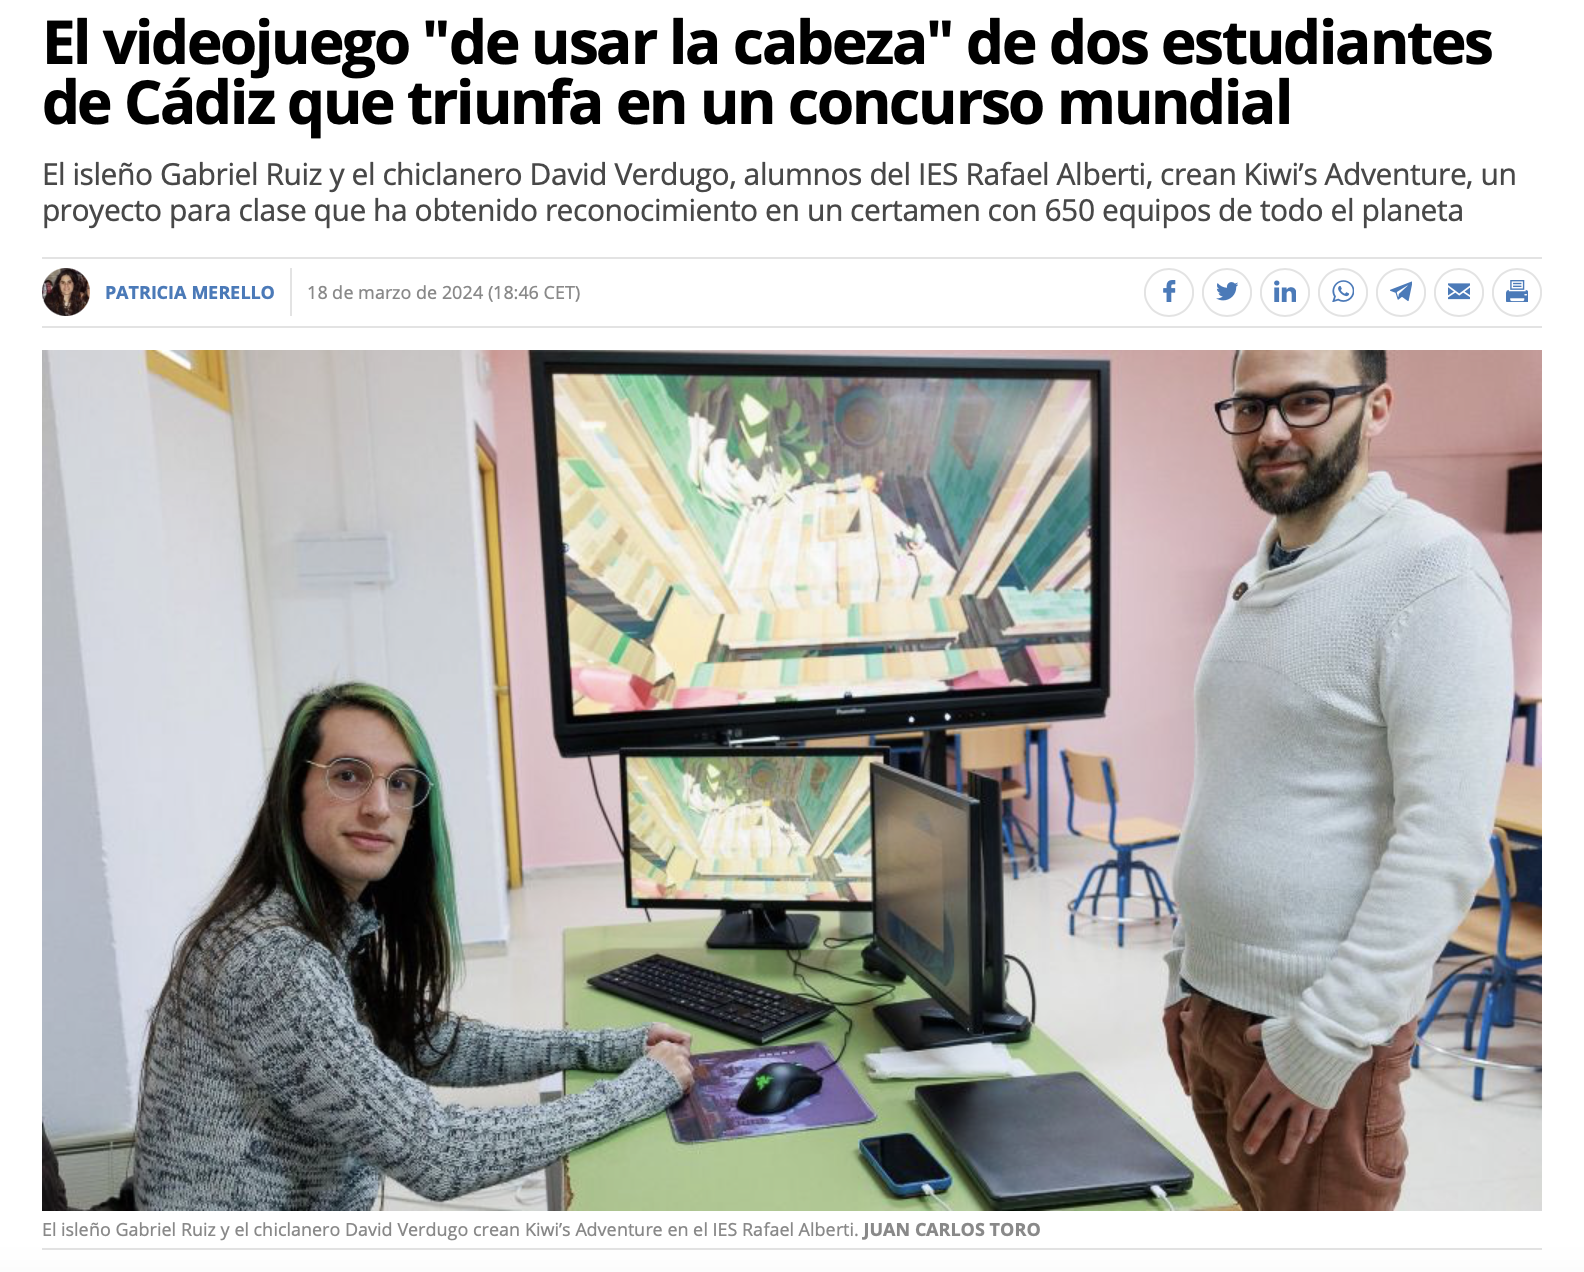 El videojuego "de usar la cabeza" de dos estudiantes
de Cádiz que triunfa en un concurso mundial
El isleño Gabriel Ruiz y el chiclanero David Verdugo, alumnos del IES Rafael Alberti, crean Kiwi’s Adventure, un
proyecto para clase que ha obtenido reconocimiento en un certamen con 650 equipos de todo el planeta
PATRICIA MERELLO
18 de marzo de 2024 (18:46 CET)
El isleño Gabriel Ruiz y el chiclanero David Verdugo crean Kiwi’s Adventure en el IES Rafael Alberti. JUAN CARLOS TORO